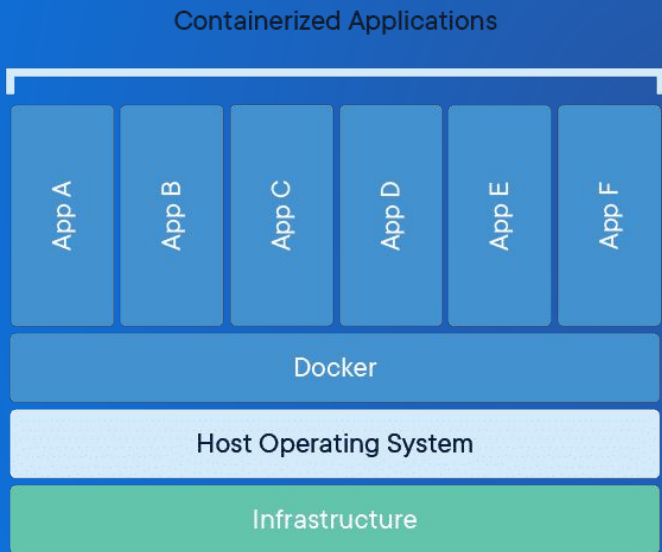 Containerized Applications
App A
App B
App C
App D
App E
App F
Docker
Host Operating System
Infrastructure